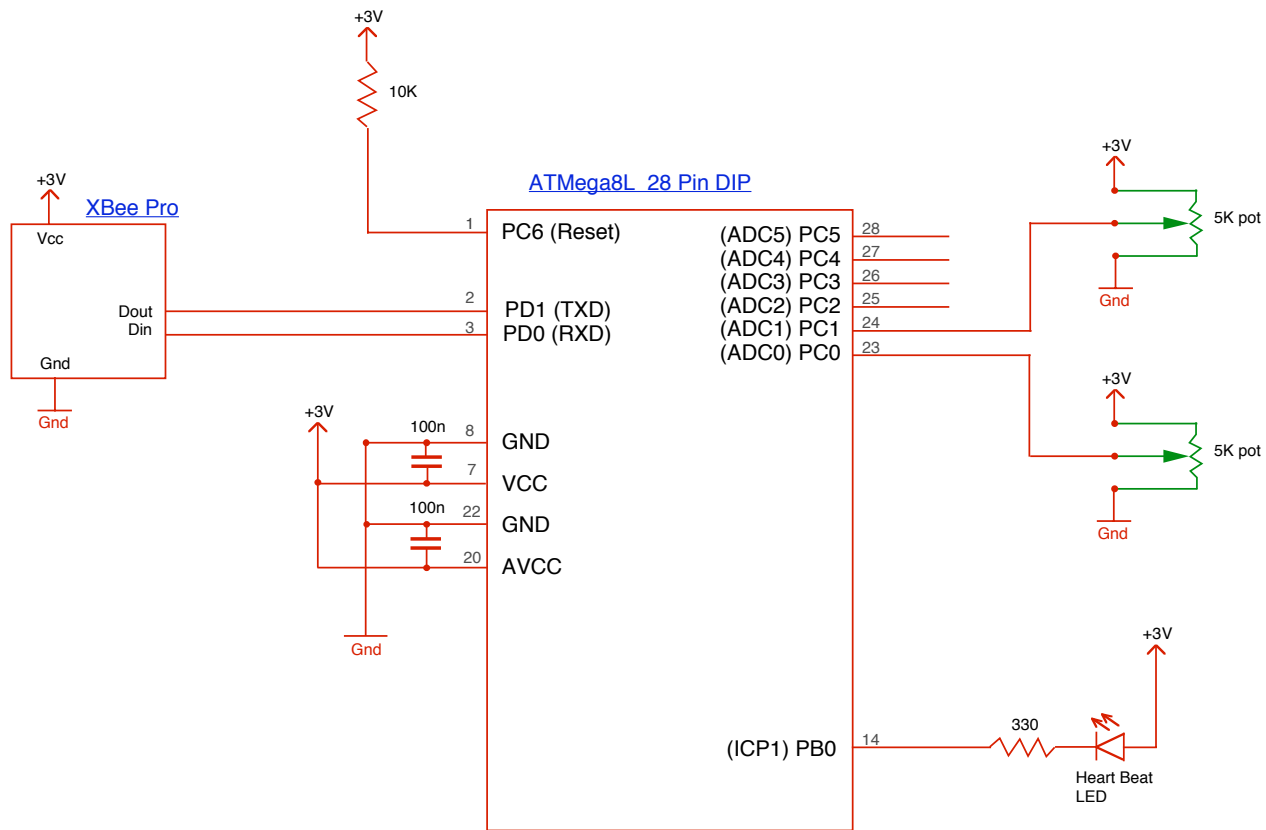 +3V
10K
+3V
XBee Pro
Vcc
Dout
Din
Gnd
Gnd
ATMega8L  28 Pin DIP
1
PC6 (Reset)
2
PD1 (TXD)
3
PD0 (RXD)
+3V
100n
8
GND
7
VCC
100n
22
GND
20
AVCC
Gnd
(ADC5) PC5
28
(ADC4) PC4
27
(ADC3) PC3
26
(ADC2) PC2
25
(ADC1) PC1
24
(ADC0) PC0
23
+3V
5K pot
Gnd
+3V
5K pot
Gnd
(ICP1) PB0
14
330
+3V
Heart Beat
LED